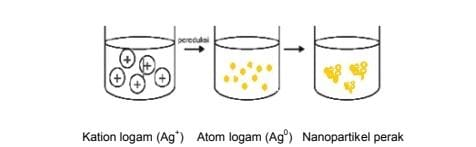 pereduksi
+ + + + +
Kation logam (Ag⁺) Atom logam (Ag⁰) Nanopartikel perak